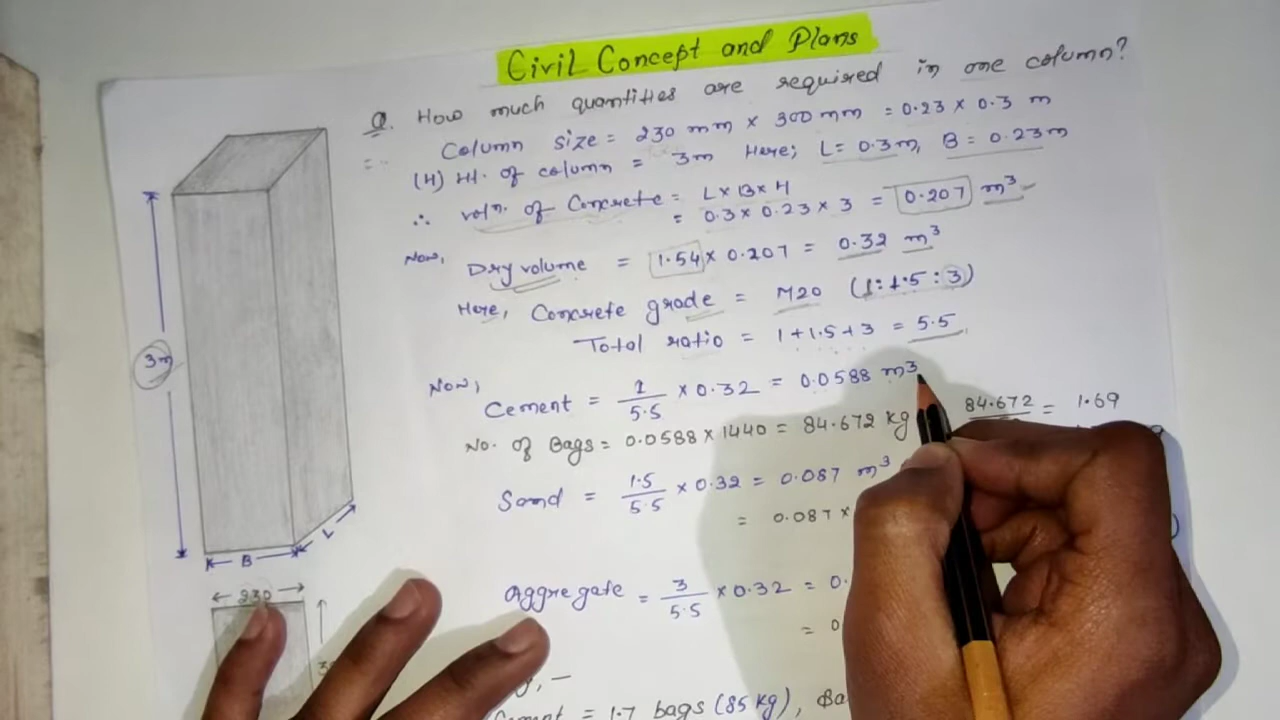 Civil Concept and Plans
Q. How much quantities are required in one column?
Column size = 230 mm × 300 mm = 0.23 × 0.3 m
(H) Ht. of column = 3m Here; L = 0.3m, B = 0.23m
∴ Voln. of Concrete = L×B×H
= 0.3 × 0.23 × 3 = 0.207 m³
Now, Dry volume = 1.54 × 0.207 = 0.32 m³
Here, Concrete grade = M20 (1:1.5:3)
Total ratio = 1+1.5+3 = 5.5
Now,
Cement = 1/5.5 × 0.32 = 0.0588 m³
No. of Bags = 0.0588 × 1440 = 84.672 kg 84.672 = 1.69
Sand = 1.5/5.5 × 0.32 = 0.087 m³
= 0.087 ×
Aggregate = 3/5.5 × 0.32 = 0.
= 0
Cement = 1.7 bags (85 kg),
3m
B
L
230